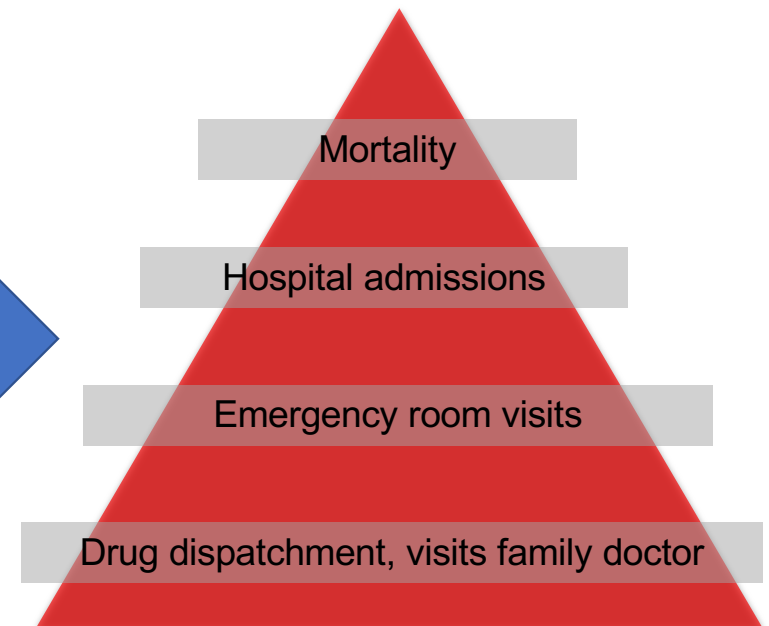 Mortality
Hospital admissions
Emergency room visits
Drug dispatchment, visits family doctor